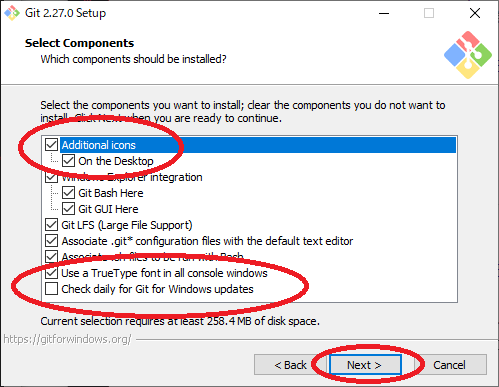 Git 2.27.0 Setup
Select Components
Which components should be installed?
Select the components you want to install; clear the components you do not want to
install. Click Next when you are ready to continue.
Additional icons
On the Desktop
Windows Explorer integration
Git Bash Here
Git GUI Here
Git LFS (Large File Support)
Associate .git* configuration files with the default text editor
Associate .sh files to be run with Bash
Use a TrueType font in all console windows
Check daily for Git for Windows updates
Current selection requires at least 258.4 MB of disk space.
https://gitforwindows.org/
< Back
Next >
Cancel